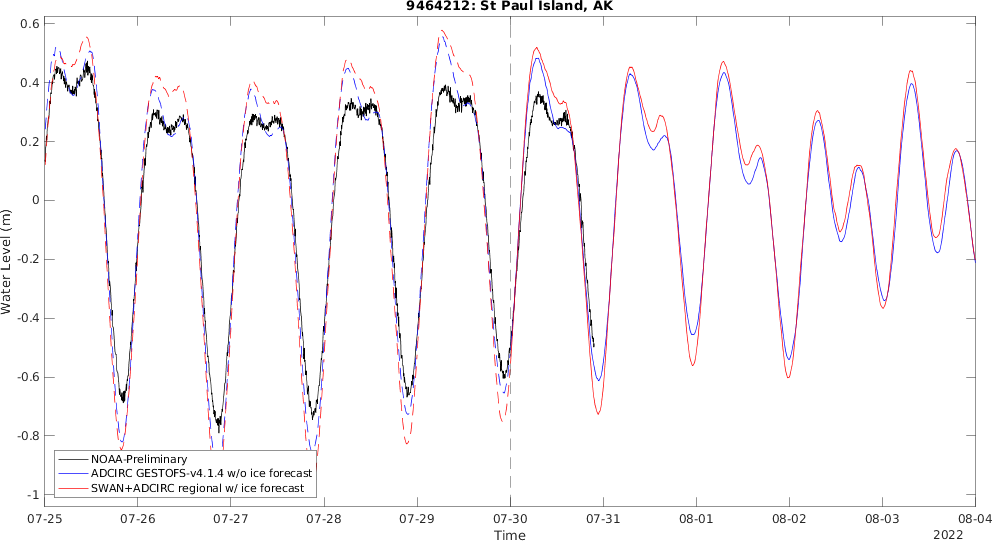 9464212: St Paul Island, AK
0.6
0.4
0.2
0
-0.2
-0.4
-0.6
-0.8
-1
Water Level (m)
NOAA-Preliminary
ADCIRC GESTOFS-v4.1.4 w/o ice forecast
SWAN+ADCIRC regional w/ ice forecast
07-25 07-26 07-27 07-28 07-29 07-30 07-31 08-01 08-02 08-03 08-04
Time
2022